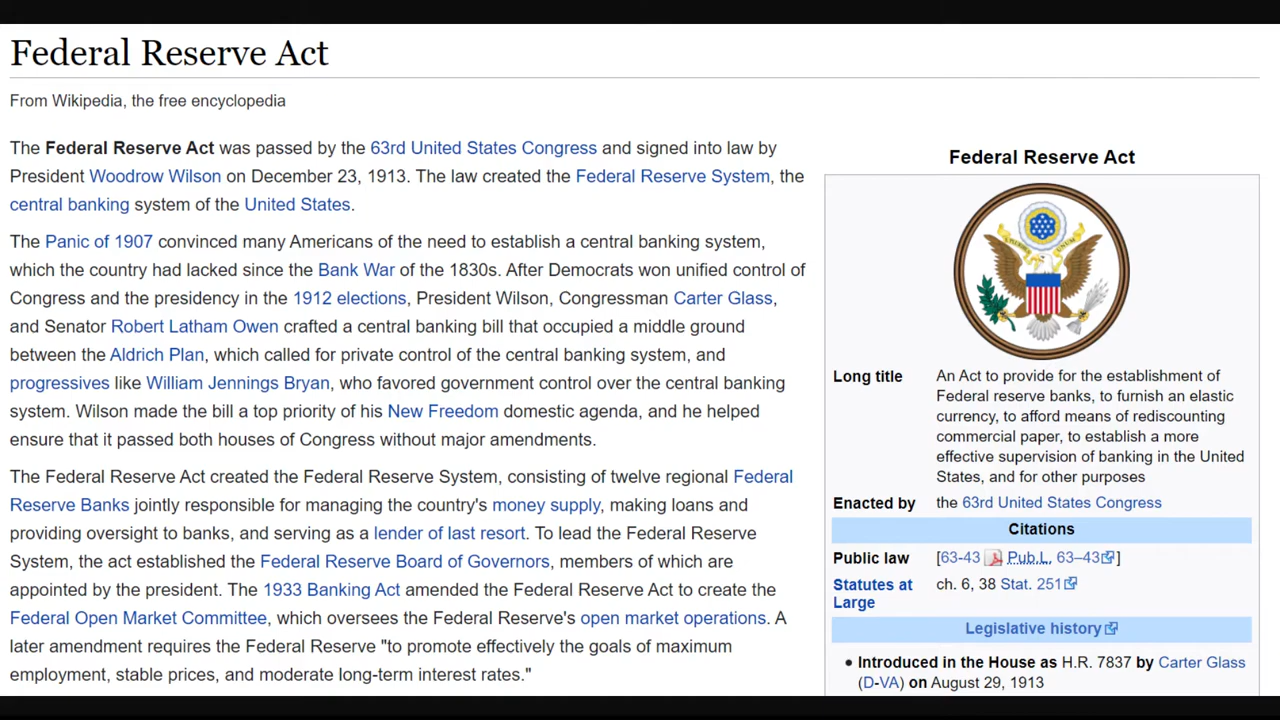 Federal Reserve Act
From Wikipedia, the free encyclopedia
The Federal Reserve Act was passed by the 63rd United States Congress and signed into law by
President Woodrow Wilson on December 23, 1913. The law created the Federal Reserve System, the
central banking system of the United States.
The Panic of 1907 convinced many Americans of the need to establish a central banking system,
which the country had lacked since the Bank War of the 1830s. After Democrats won unified control of
Congress and the presidency in the 1912 elections, President Wilson, Congressman Carter Glass,
and Senator Robert Latham Owen crafted a central banking bill that occupied a middle ground
between the Aldrich Plan, which called for private control of the central banking system, and
progressives like William Jennings Bryan, who favored government control over the central banking
system. Wilson made the bill a top priority of his New Freedom domestic agenda, and he helped
ensure that it passed both houses of Congress without major amendments.
The Federal Reserve Act created the Federal Reserve System, consisting of twelve regional Federal
Reserve Banks jointly responsible for managing the country's money supply, making loans and
providing oversight to banks, and serving as a lender of last resort. To lead the Federal Reserve
System, the act established the Federal Reserve Board of Governors, members of which are
appointed by the president. The 1933 Banking Act amended the Federal Reserve Act to create the
Federal Open Market Committee, which oversees the Federal Reserve's open market operations. A
later amendment requires the Federal Reserve "to promote effectively the goals of maximum
employment, stable prices, and moderate long-term interest rates."
Federal Reserve Act
Long title An Act to provide for the establishment of
Federal reserve banks, to furnish an elastic
currency, to afford means of rediscounting
commercial paper, to establish a more
effective supervision of banking in the United
States, and for other purposes
Enacted by the 63rd United States Congress
Citations
Public law [63-43 Pub.L. 63–43]
Statutes at ch. 6, 38 Stat. 251
Large
Legislative history
• Introduced in the House as H.R. 7837 by Carter Glass
(D-VA) on August 29, 1913